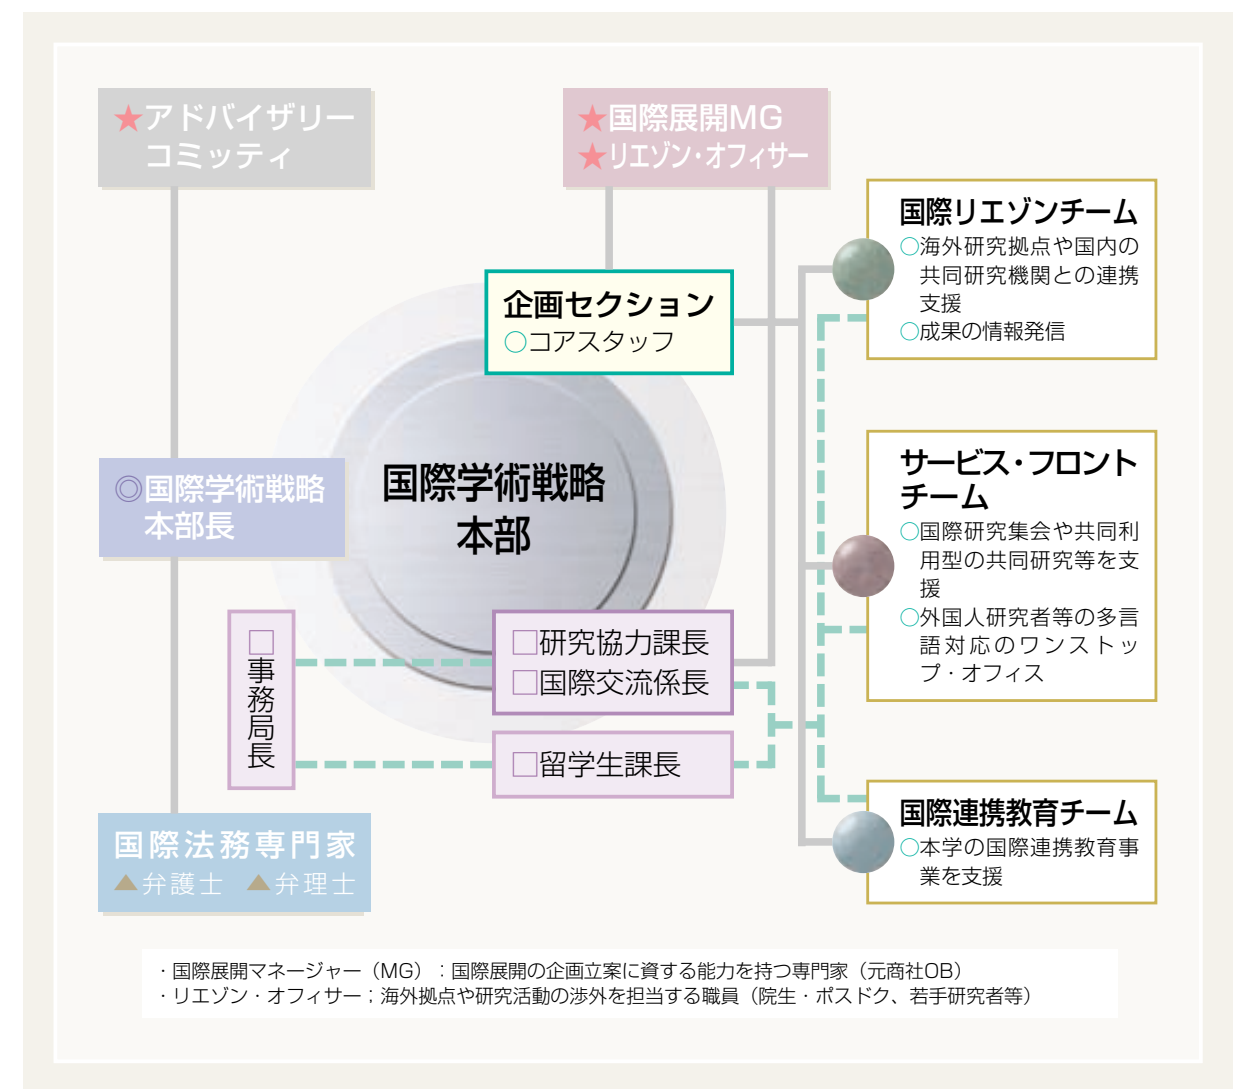 ★アドバイザリー
コミッティ
★国際展開MG
★リエゾン・オフィサー
国際リエゾンチーム
○海外研究拠点や国内の
共同研究機関との連携
支援
○成果の情報発信
企画セクション
○コアスタッフ
◎国際学術戦略
本部長
国際学術戦略
本部
サービス・フロント
チーム
○国際研究集会や共同利
用型の共同研究等を支
援
○外国人研究者等の多言
語対応のワンストッ
プ・オフィス
□事務局長
□研究協力課長
□国際交流係長
□留学生課長
国際連携教育チーム
○本学の国際連携教育事
業を支援
国際法務専門家
▲弁護士 ▲弁理士
・国際展開マネージャー（MG）：国際展開の企画立案に資する能力を持つ専門家（元商社OB）
・リエゾン・オフィサー；海外拠点や研究活動の渉外を担当する職員（院生・ポスドク、若手研究者等）